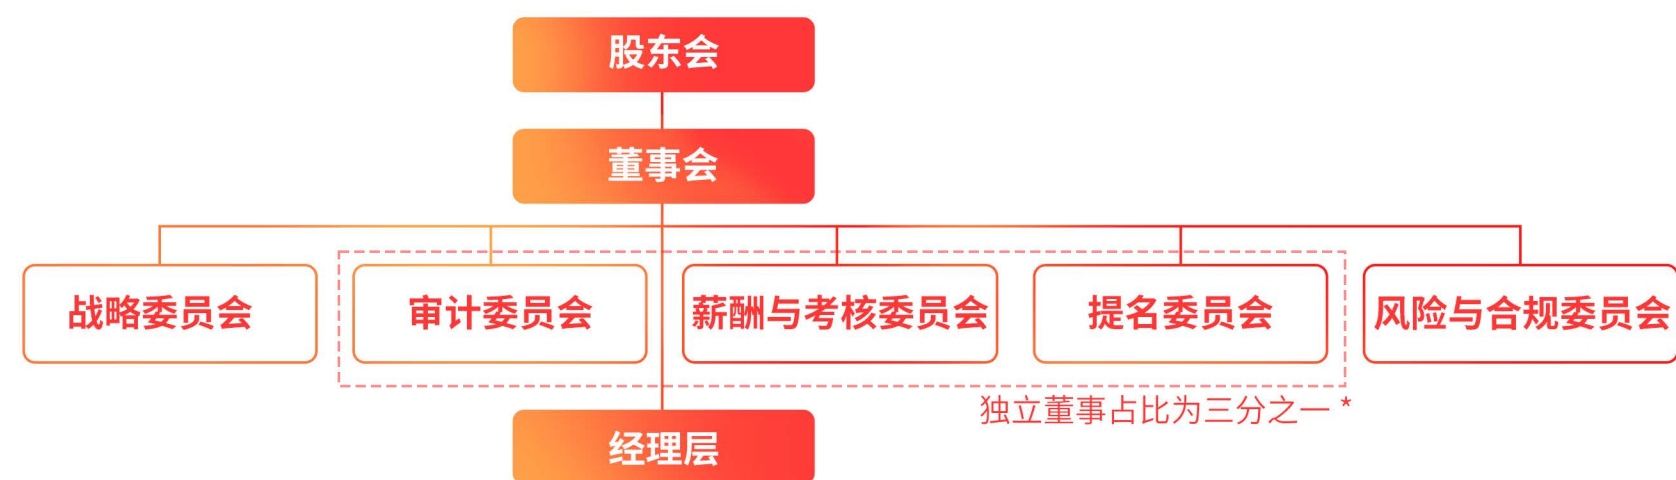 股东会
董事会
战略委员会
审计委员会
薪酬与考核委员会
提名委员会
风险与合规委员会
独立董事占比为三分之一 *
经理层